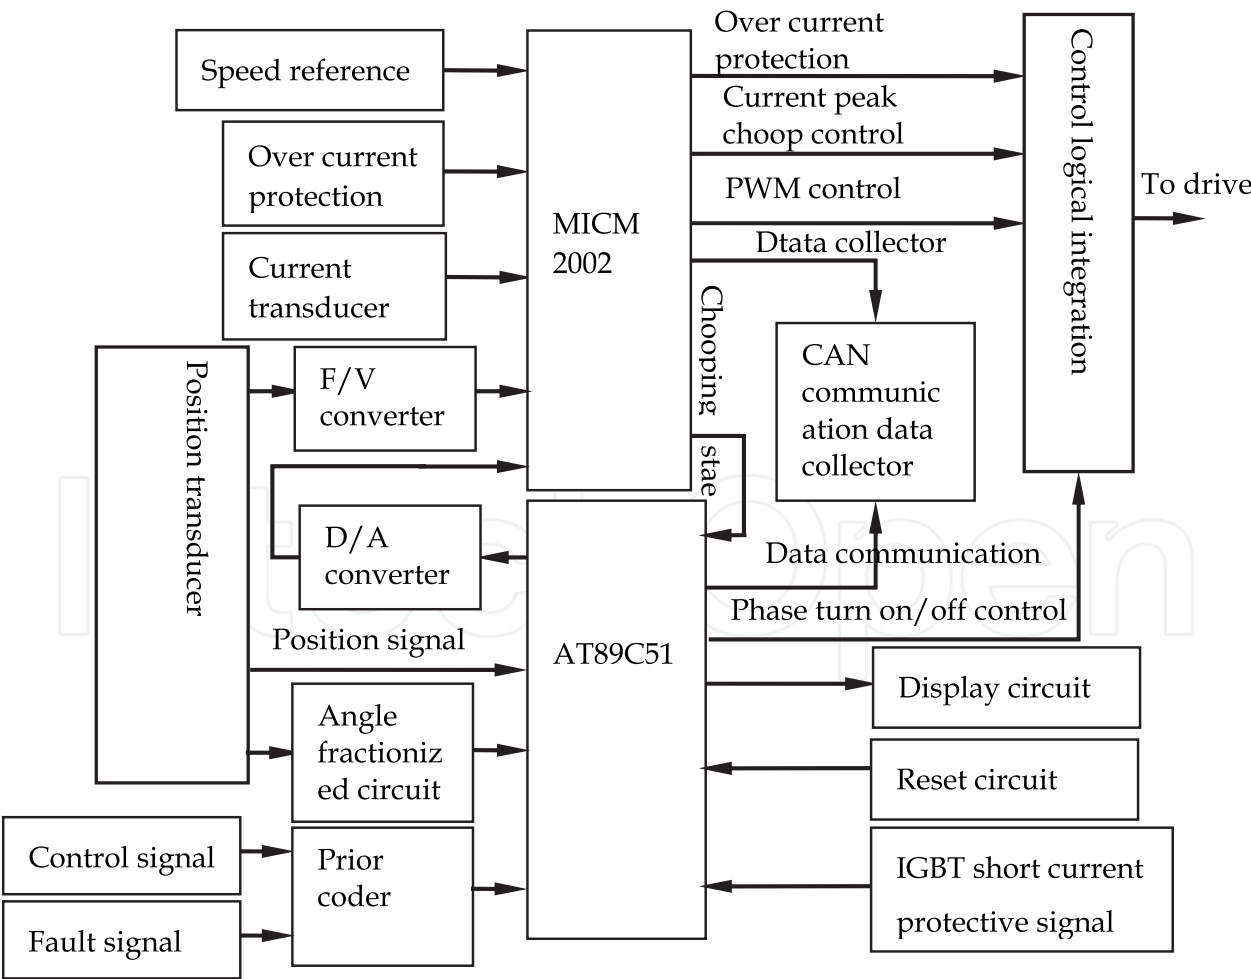 Speed reference
Over current
protection
Current
transducer
Position transducer
F/V
converter
D/A
converter
Position signal
Angle
fractioniz
ed circuit
Control signal
Fault signal
Prior
coder
MICM
2002
AT89C51
Over current
protection
Current peak
choop control
PWM control
Dtata collector
Chooping
stae
CAN
communic
ation data
collector
Data communication
Phase turn on/off control
Control logical integration
To drive
Display circuit
Reset circuit
IGBT short current
protective signal